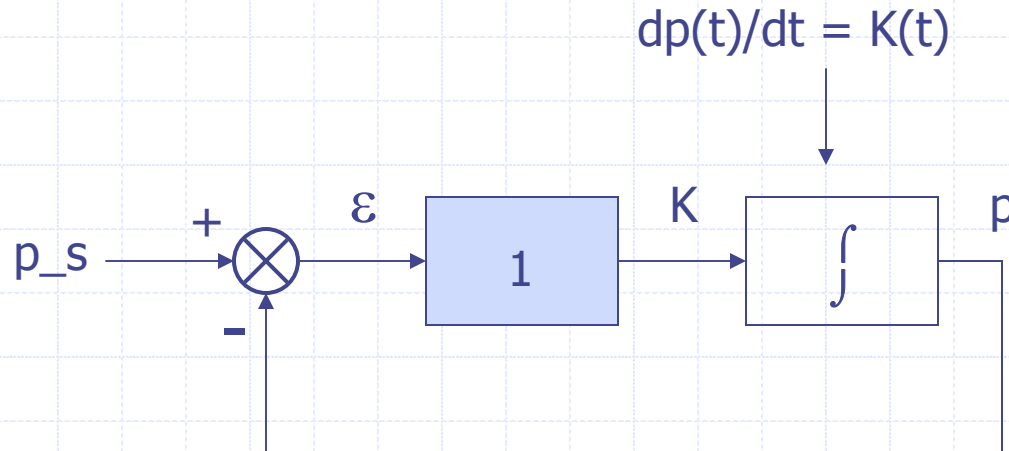 dp(t)/dt = K(t)
+
ε
K
p
p_s
1
∫
-